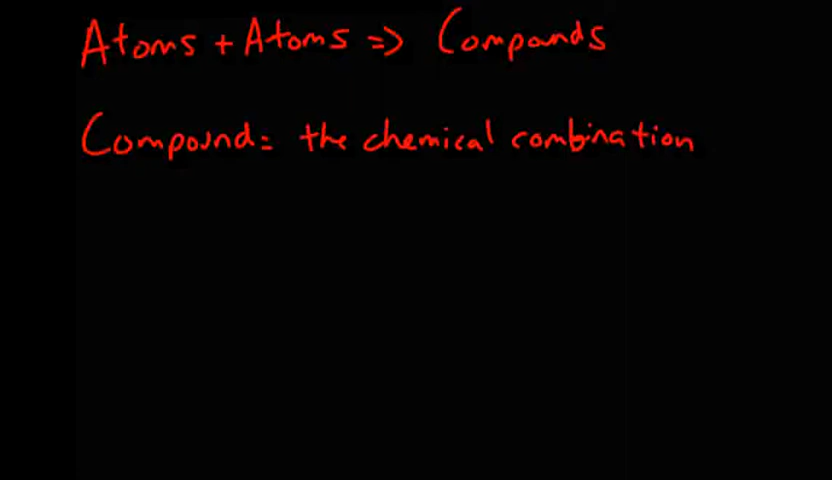 Atoms + Atoms => Compounds
Compound = the chemical combination